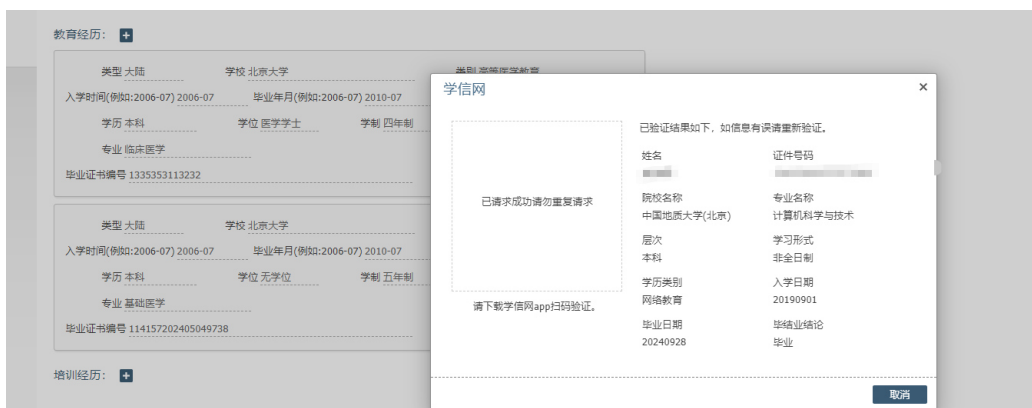 教育经历:
类型 大陆 学校 北京大学
入学时间(例如:2006-07) 2006-07 毕业年月(例如:2006-07) 2010-07
学历 本科 学位 医学学士 学制 四年制
专业 临床医学
毕业证书编号 1335353113232
类型 大陆 学校 北京大学
入学时间(例如:2006-07) 2006-07 毕业年月(例如:2006-07) 2010-07
学历 本科 学位 无学位 学制 五年制
专业 基础医学
毕业证书编号 114157202405049738
培训经历:
学信网 ×
已请求成功请勿重复请求
请下载学信网app扫码验证。
已验证结果如下，如信息有误请重新验证。
姓名 证件号码
院校名称 专业名称
中国地质大学(北京) 计算机科学与技术
层次 学习形式
本科 非全日制
学历类别 入学日期
网络教育 20190901
毕业日期 毕结业结论
20240928 毕业
取消